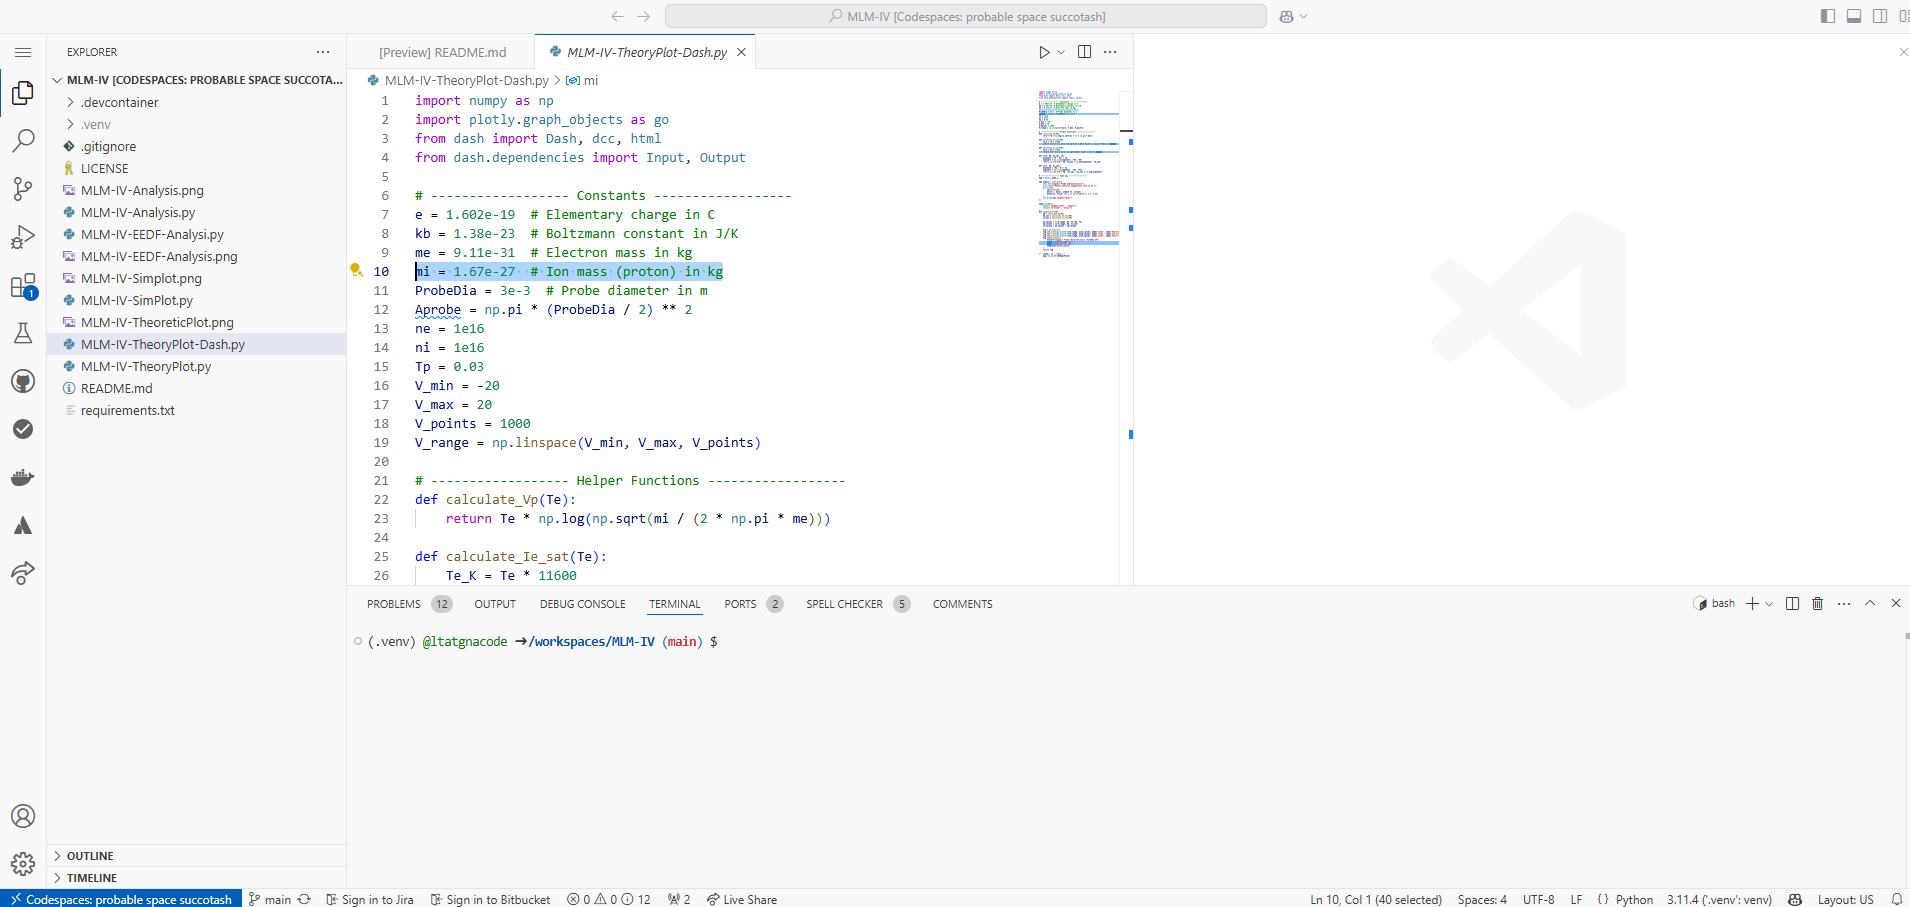 MLM-IV [Codespaces: probable space succotash]
EXPLORER
MLM-IV [CODESPACES: PROBABLE SPACE SUCCOTA...
.devcontainer
.venv
.gitignore
LICENSE
MLM-IV-Analysis.png
MLM-IV-Analysis.py
MLM-IV-EEDF-Analysi.py
MLM-IV-EEDF-Analysis.png
MLM-IV-Simplot.png
MLM-IV-SimPlot.py
MLM-IV-TheoreticPlot.png
MLM-IV-TheoryPlot-Dash.py
MLM-IV-TheoryPlot.py
README.md
requirements.txt
OUTLINE
TIMELINE
1
[Preview] README.md
MLM-IV-TheoryPlot-Dash.py
MLM-IV-TheoryPlot-Dash.py > mi
1 import numpy as np
2 import plotly.graph_objects as go
3 from dash import Dash, dcc, html
4 from dash.dependencies import Input, Output
5
6 # ------------------ Constants ------------------
7 e = 1.602e-19  # Elementary charge in C
8 kb = 1.38e-23  # Boltzmann constant in J/K
9 me = 9.11e-31  # Electron mass in kg
10 mi = 1.67e-27  # Ion mass (proton) in kg
11 ProbeDia = 3e-3  # Probe diameter in m
12 Aprobe = np.pi * (ProbeDia / 2) ** 2
13 ne = 1e16
14 ni = 1e16
15 Tp = 0.03
16 V_min = -20
17 V_max = 20
18 V_points = 1000
19 V_range = np.linspace(V_min, V_max, V_points)
20
21 # ------------------ Helper Functions ------------------
22 def calculate_Vp(Te):
23     return Te * np.log(np.sqrt(mi / (2 * np.pi * me)))
24
25 def calculate_Ie_sat(Te):
26     Te_K = Te * 11600
PROBLEMS 12 OUTPUT DEBUG CONSOLE TERMINAL PORTS 2 SPELL CHECKER 5 COMMENTS
bash
(.venv) @ltatgnacode ➜/workspaces/MLM-IV (main) $
Codespaces: probable space succotash main Sign in to Jira Sign in to Bitbucket 0 0 12 2 Live Share
Ln 10, Col 1 (40 selected) Spaces: 4 UTF-8 LF {} Python 3.11.4 ('.venv': venv) Layout: US